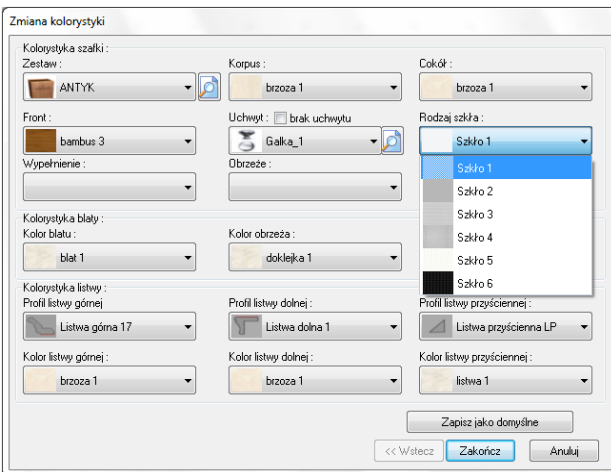 Zmiana kolorystyki
Kolorystyka szafki :
Zestaw : Korpus : Cokół :
ANTYK brzoza 1 brzoza 1
Front : Uchwyt : brak uchwytu Rodzaj szkła :
bambus 3 Gałka_1 Szkło 1
Wypełnienie : Obrzeże :
Szkło 1
Szkło 2
Szkło 3
Szkło 4
Szkło 5
Szkło 6
Kolorystyka blaty :
Kolor blatu : Kolor obrzeża :
blat 1 doklejka 1
Kolorystyka listwy :
Profil listwy górnej Profil listwy dolnej : Profil listwy przyściennej :
Listwa górna 17 Listwa dolna 1 Listwa przyścienna LP
Kolor listwy górnej : Kolor listwy dolnej : Kolor listwy przyściennej :
brzoza 1 brzoza 1 listwa 1
Zapisz jako domyślne
<< Wstecz Zakończ Anuluj